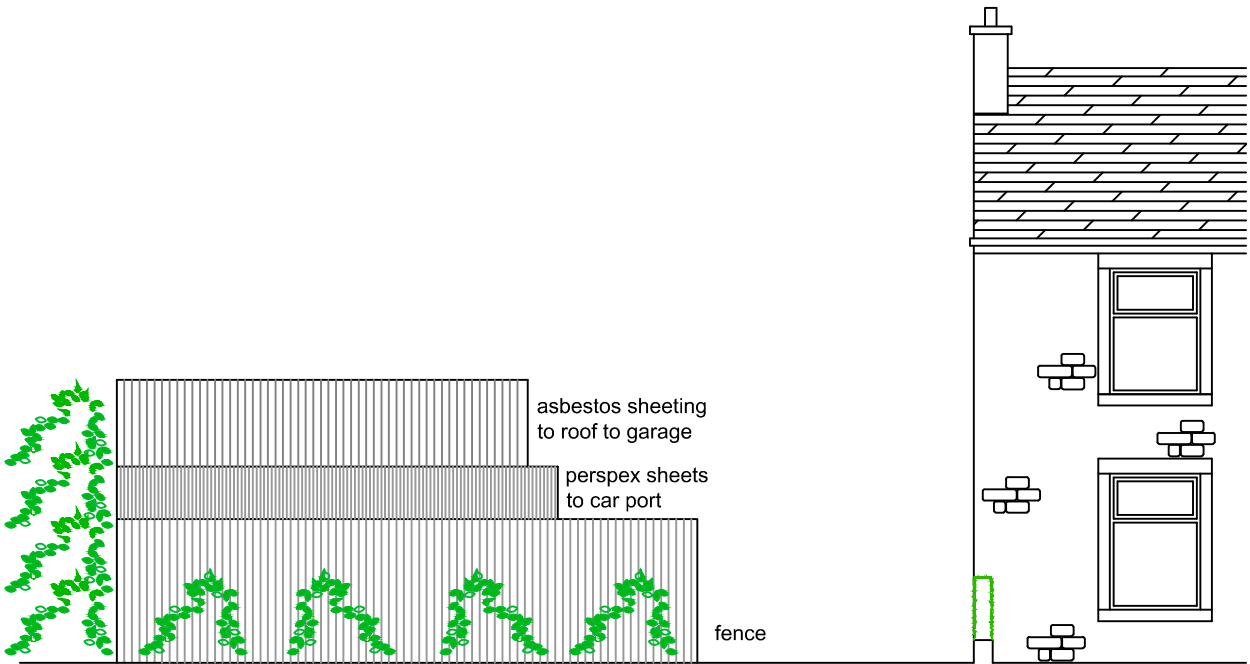 asbestos sheeting
to roof to garage
perspex sheets
to car port
fence